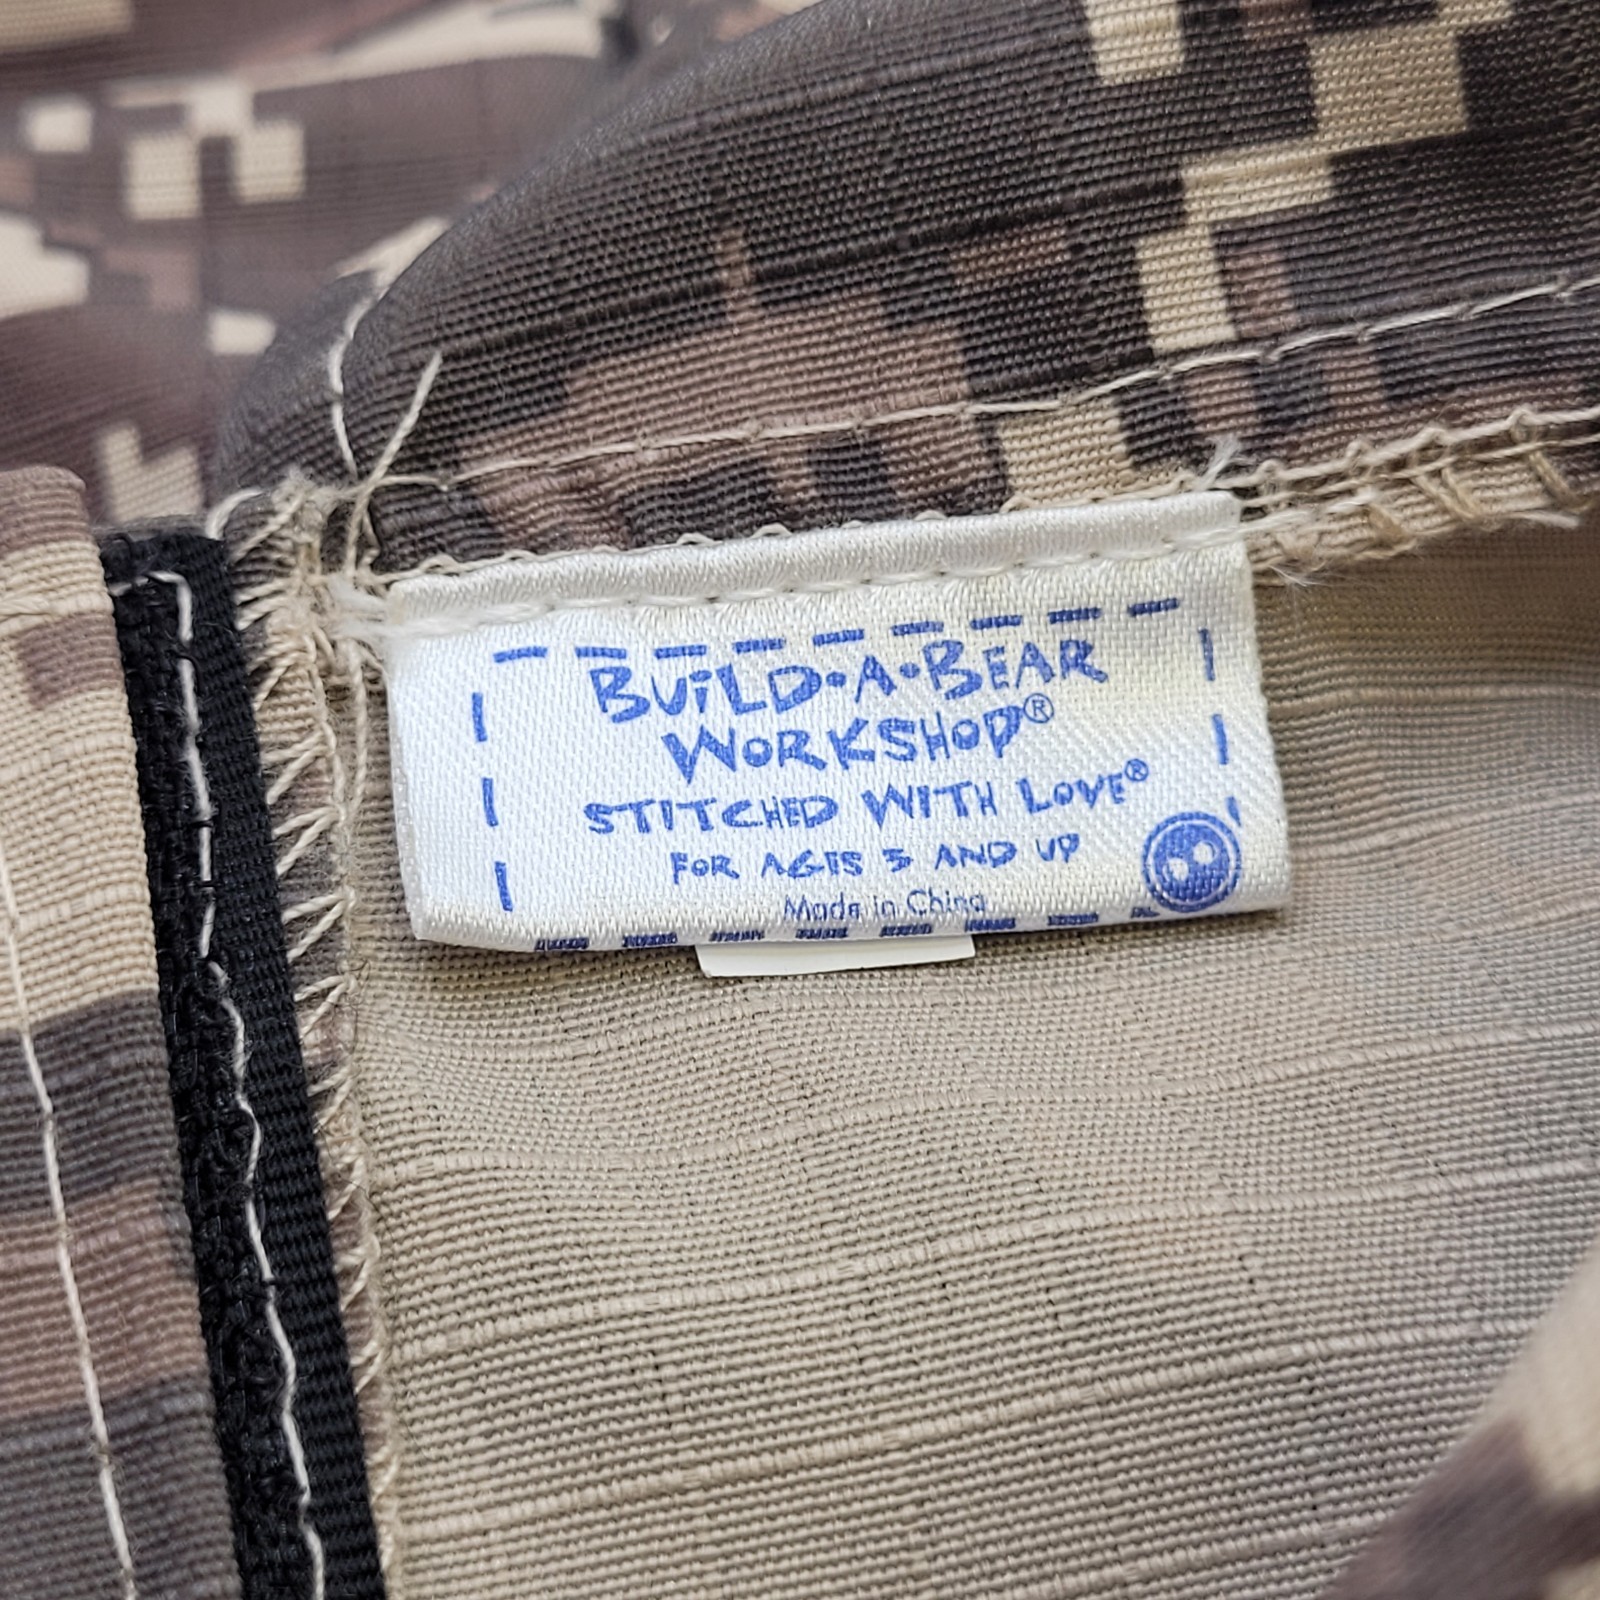 BUiLD•A•BEAR
WORKSHOP®
STITCHED WITH LOVE®
FOR AGES 3 AND UP
Made in China